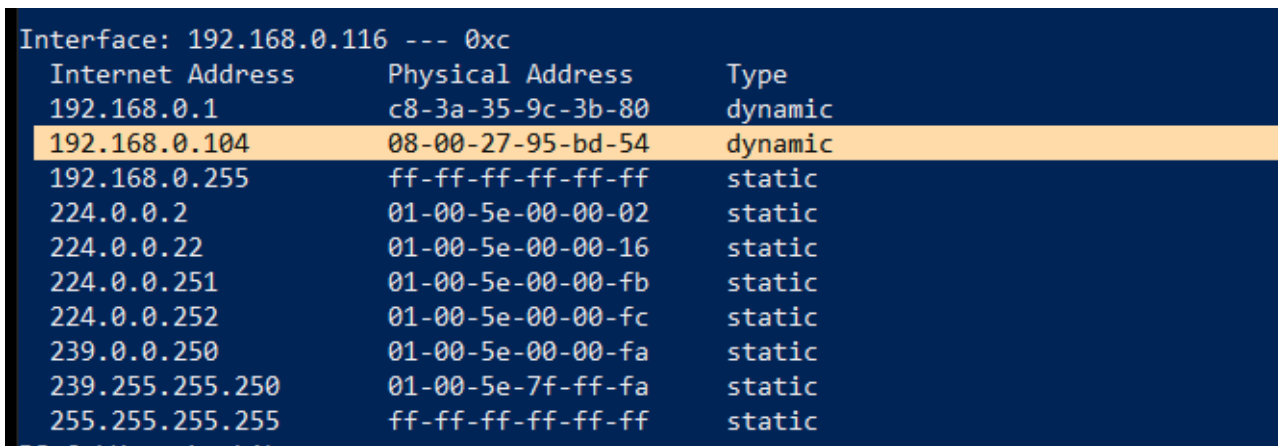 Interface: 192.168.0.116 --- 0xc
Internet Address Physical Address Type
192.168.0.1 c8-3a-35-9c-3b-80 dynamic
192.168.0.104 08-00-27-95-bd-54 dynamic
192.168.0.255 ff-ff-ff-ff-ff-ff static
224.0.0.2 01-00-5e-00-00-02 static
224.0.0.22 01-00-5e-00-00-16 static
224.0.0.251 01-00-5e-00-00-fb static
224.0.0.252 01-00-5e-00-00-fc static
239.0.0.250 01-00-5e-00-00-fa static
239.255.255.250 01-00-5e-7f-ff-fa static
255.255.255.255 ff-ff-ff-ff-ff-ff static